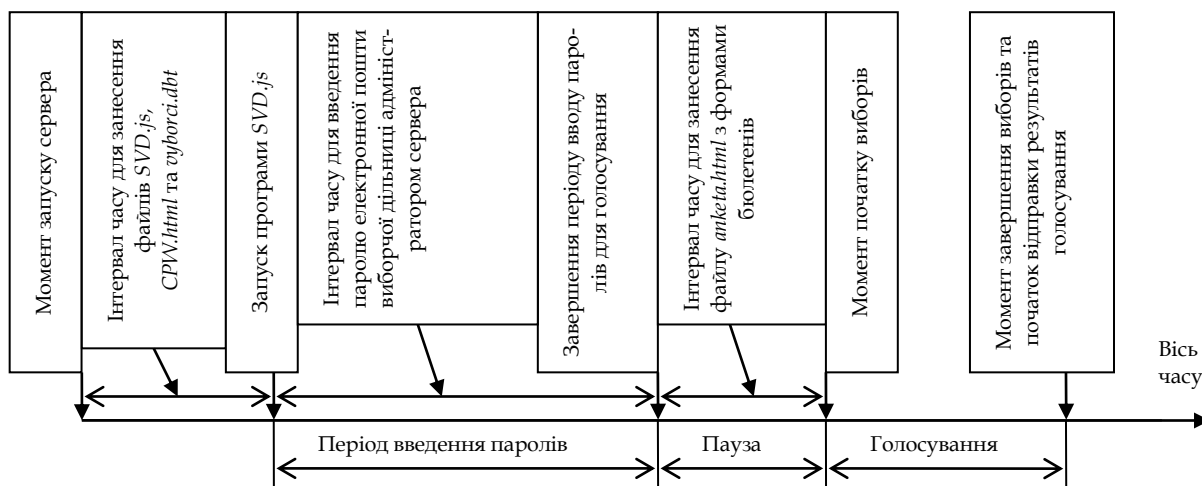 Момент запуску сервера
Інтервал часу для занесення
файлів SVD.js,
CPW.html та vyborci.dbt
Запуск програми SVD.js
Інтервал часу для введення
паролю електронної пошти
виборчої дільниці адмініст-
ратором сервера
Завершення періоду вводу паро-
лів для голосування
Інтервал часу для занесення
файлу anketa.html з формами
бюлетенів
Момент початку виборів
Момент завершення виборів та
початок відправки результатів
голосування
Вісь
часу
Період введення паролів
Пауза
Голосування